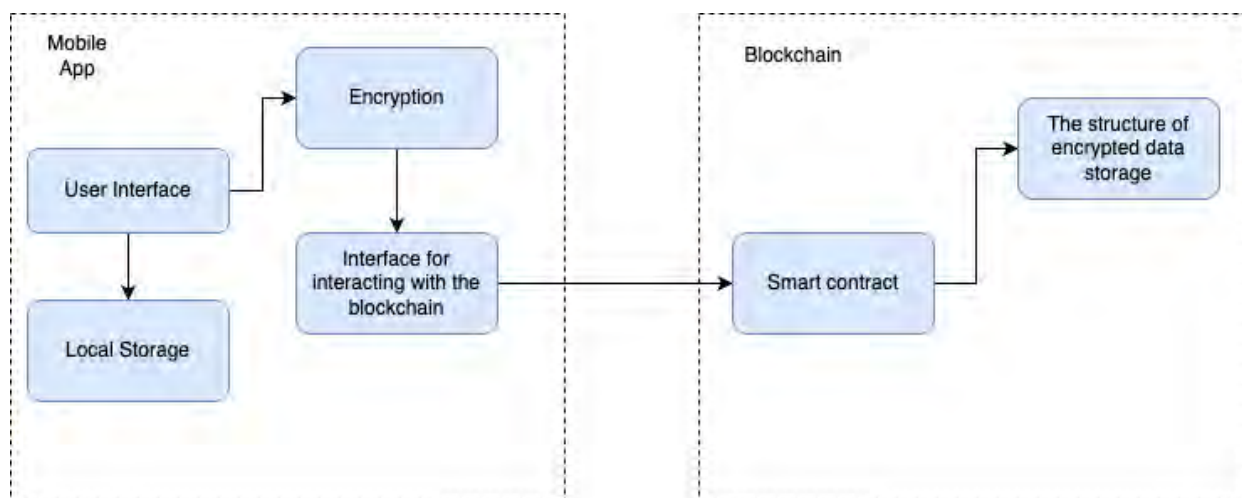 Mobile
App
Encryption
User Interface
Interface for
interacting with the
blockchain
Local Storage
Blockchain
The structure of
encrypted data
storage
Smart contract